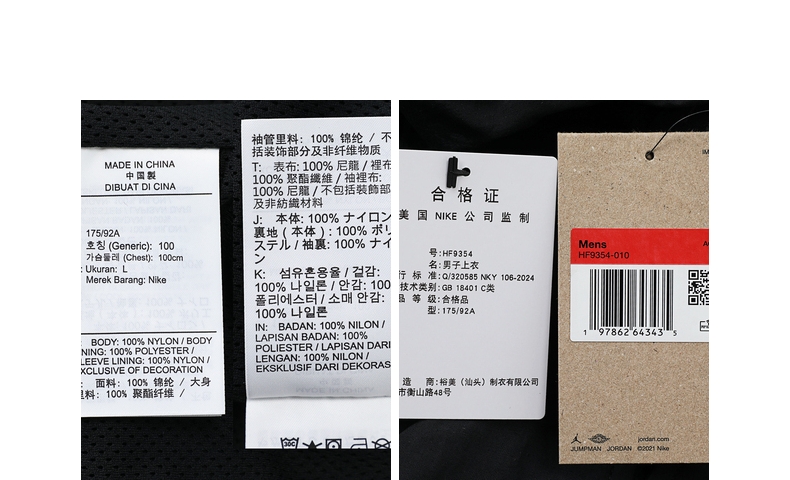 MADE IN CHINA
中国製
DIBUAT DI CINA
175/92A
호칭 (Generic): 100
가슴둘레 (Chest): 100cm
Ukuran: L
Merek Barang: Nike
BODY: 100% NYLON / BODY
NING: 100% POLYESTER /
LEEVE LINING: 100% NYLON /
XCLUSIVE OF DECORATION
面料: 100% 锦纶 / 大身
里料: 100% 聚酯纤维 /
袖管里料: 100% 锦纶 / 不
括装饰部分及非纤维物质
T: 表布: 100% 尼龍 / 裡布
100% 聚酯纖維 / 袖裡布:
100% 尼龍 / 不包括裝飾部
及非紡織材料
J: 本体: 100% ナイロン
裏地 (本体) : 100% ポリ
ステル / 袖裏: 100% ナイ
ン
K: 섬유혼용율 / 겉감:
100% 나일론 / 안감: 100
폴리에스터 / 소매 안감:
100% 나일론
IN: BADAN: 100% NILON /
LAPISAN BADAN: 100%
POLIESTER / LAPISAN DARI
LENGAN: 100% NILON /
EKSKLUSIF DARI DEKORAS
合格证
美国 NIKE 公司监制
号: HF9354
名: 男子上衣
行 标 准: Q/320585 NKY 106-2024
技术类别: GB 18401 C类
品 等 级: 合格品
型: 175/92A
造 商: 裕美 (汕头) 制衣有限公司
市衡山路48号
Mens
HF9354-010
1 97862 64343 5
jordan.com
JUMPMAN JORDAN ©2021 Nike